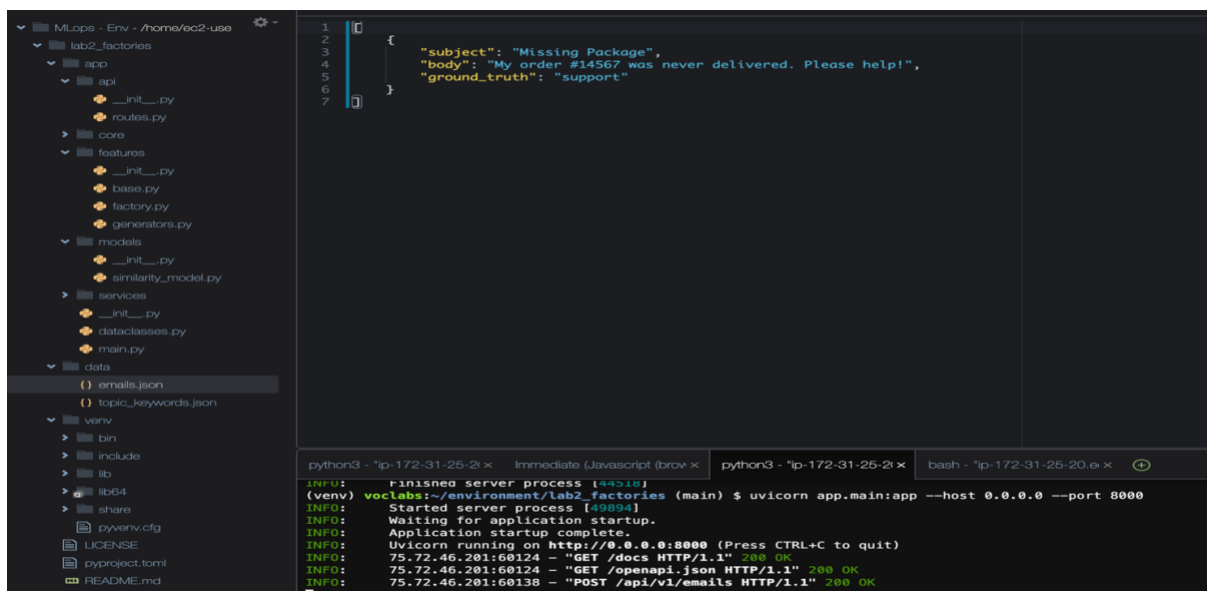 MLops - Env - /home/ec2-use
lab2_factories
app
api
__init__.py
routes.py
core
features
__init__.py
base.py
factory.py
generators.py
models
__init__.py
similarity_model.py
services
__init__.py
dataclasses.py
main.py
data
{} emails.json
{} topic_keywords.json
venv
bin
include
lib
lib64
share
pyvenv.cfg
LICENSE
pyproject.toml
README.md
1 [
2 {
3 "subject": "Missing Package",
4 "body": "My order #14567 was never delivered. Please help!",
5 "ground_truth": "support"
6 }
7 ]
python3 - "ip-172-31-25-2( × Immediate (Javascript (brow × python3 - "ip-172-31-25-2( × bash - "ip-172-31-25-20.e( ×
INFO: Finished server process [44518]
(venv) voclabs:~/environment/lab2_factories (main) $ uvicorn app.main:app --host 0.0.0.0 --port 8000
INFO: Started server process [49894]
INFO: Waiting for application startup.
INFO: Application startup complete.
INFO: Uvicorn running on http://0.0.0.0:8000 (Press CTRL+C to quit)
INFO: 75.72.46.201:60124 - "GET /docs HTTP/1.1" 200 OK
INFO: 75.72.46.201:60124 - "GET /openapi.json HTTP/1.1" 200 OK
INFO: 75.72.46.201:60138 - "POST /api/v1/emails HTTP/1.1" 200 OK